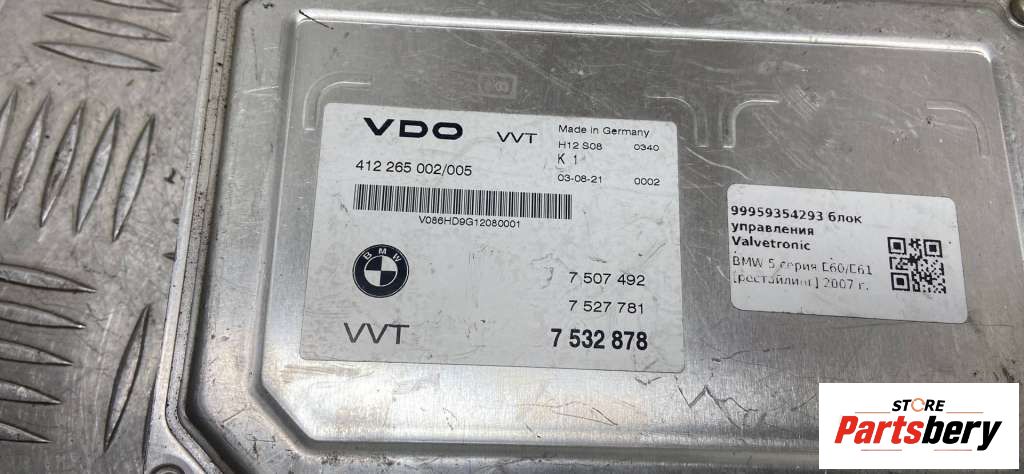 VDO VVT
Made in Germany
H12 S08 0340
K 1
03-08-21 0002
412 265 002/005
V086HD9G12080001
BMW
7 507 492
7 527 781
VVT 7 532 878
99959354293 блок
управления
Valvetronic
BMW 5 серия E60/E61
[рестайлинг] 2007 г.
STORE
Partsbery